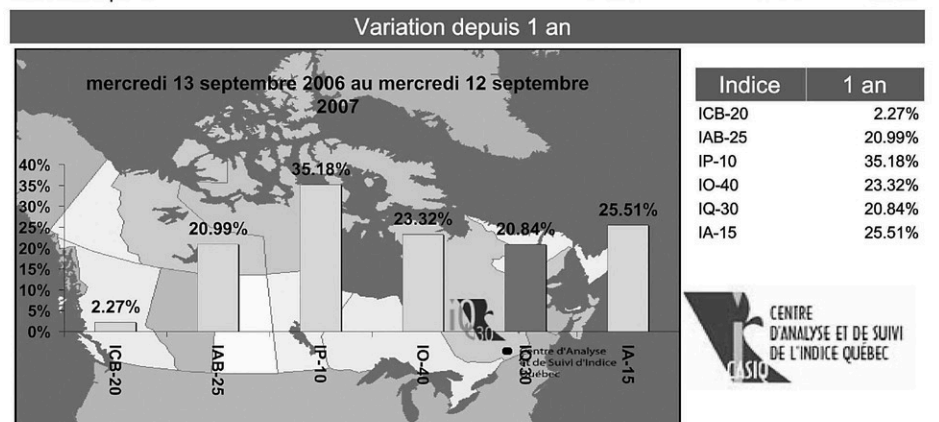 Variation depuis 1 an
mercredi 13 septembre 2006 au mercredi 12 septembre
2007
40%
35%
30%
25%
20%
15%
10%
5%
0%
2.27%
20.99%
35.18%
23.32%
20.84%
25.51%
ICB-20
IAB-25
IP-10
IO-40
IQ-30
IA-15
iQ30
Centre d'Analyse
et de Suivi d'Indice
Québec
Indice 1 an
ICB-20 2.27%
IAB-25 20.99%
IP-10 35.18%
IO-40 23.32%
IQ-30 20.84%
IA-15 25.51%
CASIQ
CENTRE
D'ANALYSE ET DE SUIVI
DE L'INDICE QUÉBEC